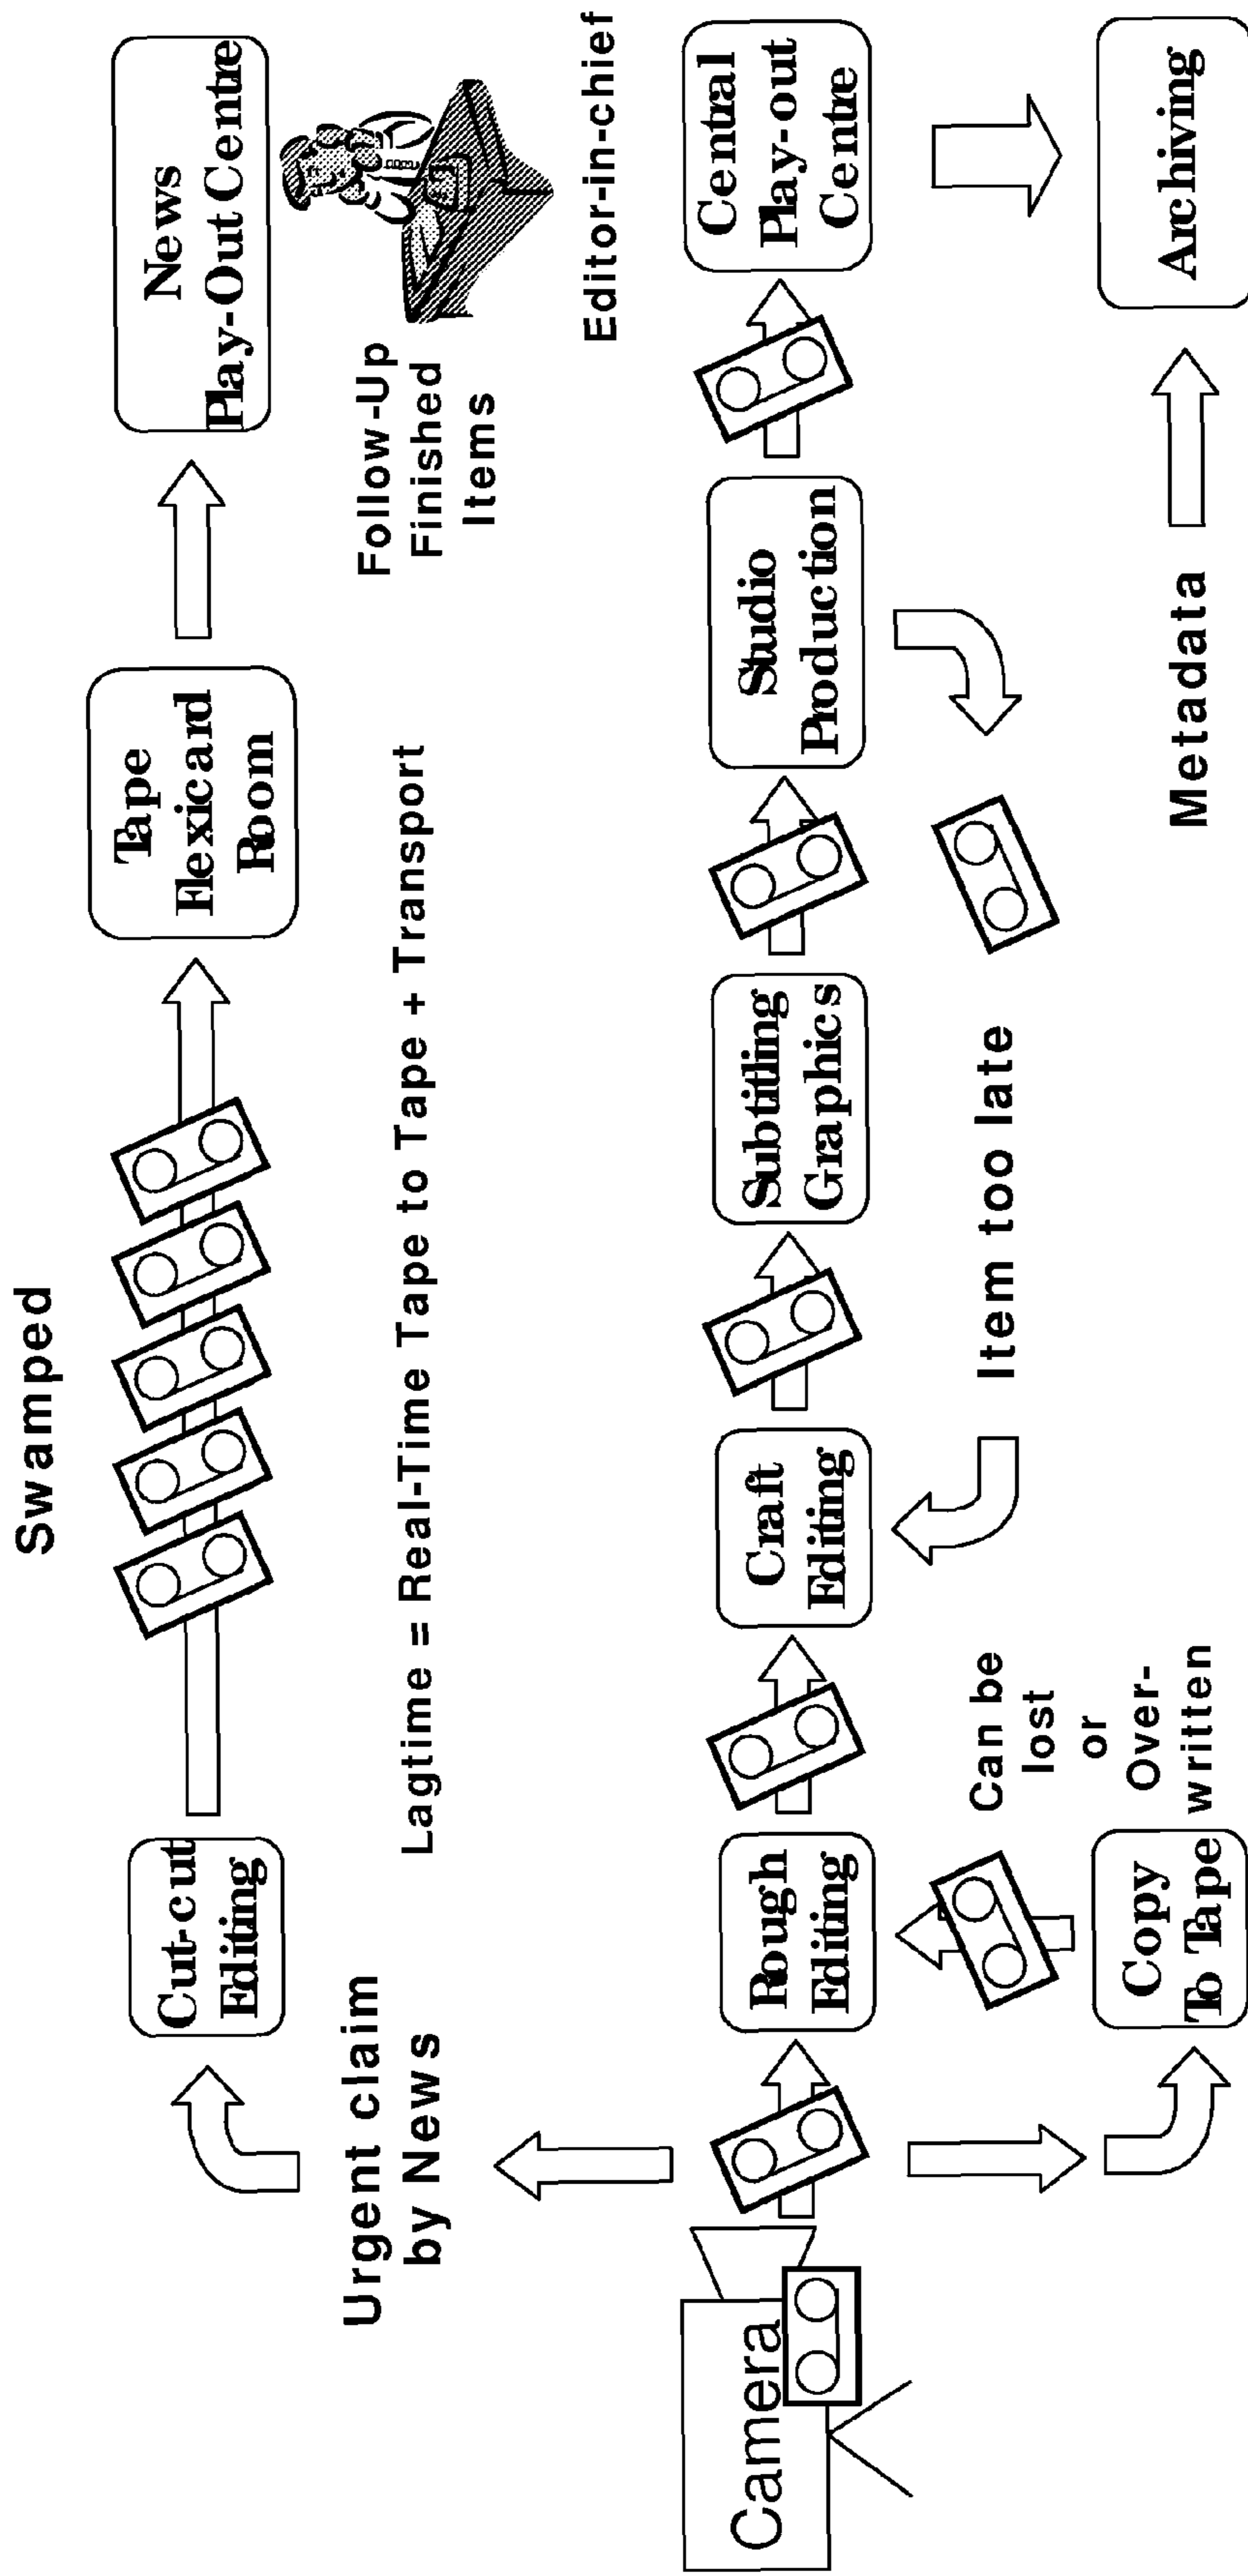 Swamped
Cut-cut
Editing
Tape
Flexicard
Room
News
Play-Out Centre
Urgent claim
by News
Lagtime = Real-Time Tape to Tape + Transport
Follow-Up
Finished
Items
Editor-in-chief
Camera
Rough
Editing
Craft
Editing
Subtitling
Graphics
Studio
Production
Central
Play-out
Centre
Can be
lost
or
Over-
written
Item too late
Copy
To Tape
Metadata
Archiving